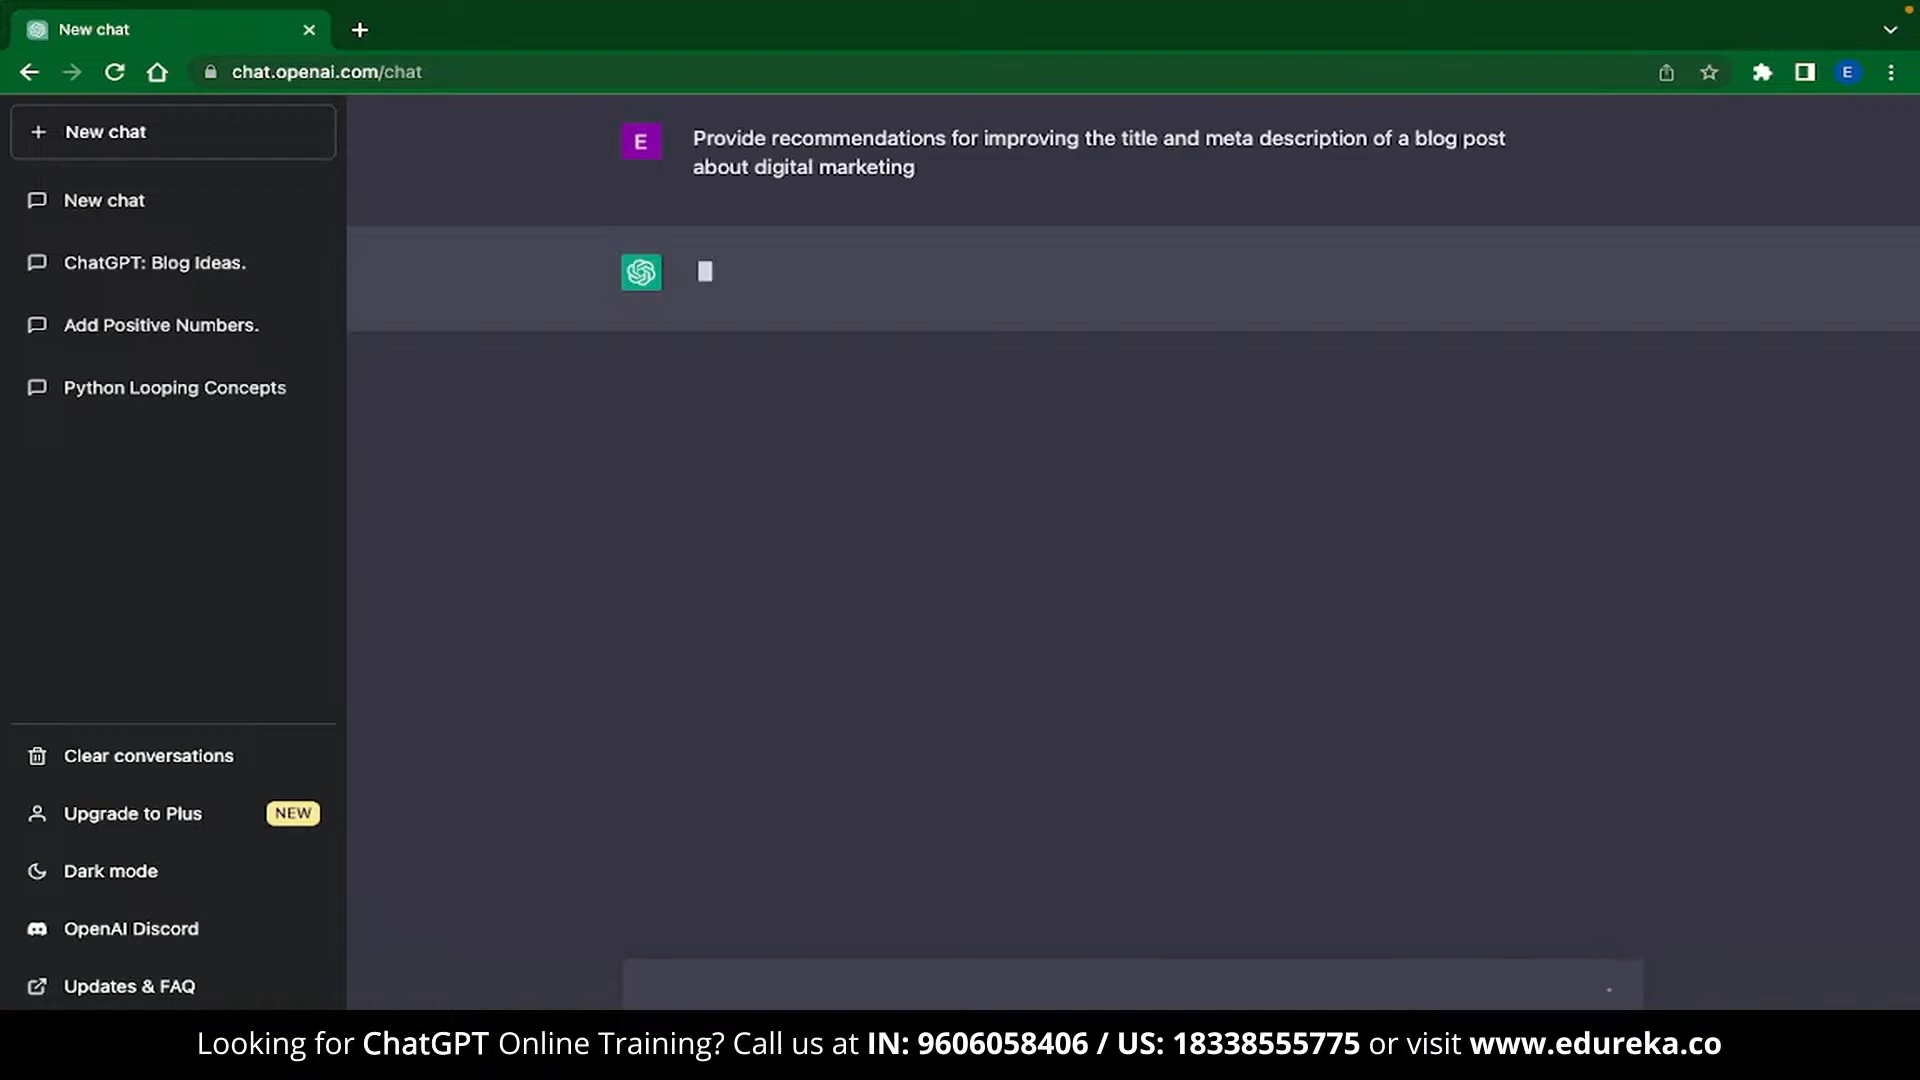 New chat
chat.openai.com/chat
New chat
New chat
ChatGPT: Blog Ideas.
Add Positive Numbers.
Python Looping Concepts
Clear conversations
Upgrade to Plus NEW
Dark mode
OpenAI Discord
Updates & FAQ
E
E
Provide recommendations for improving the title and meta description of a blog post
about digital marketing
Looking for ChatGPT Online Training? Call us at IN: 9606058406 / US: 18338555775 or visit www.edureka.co